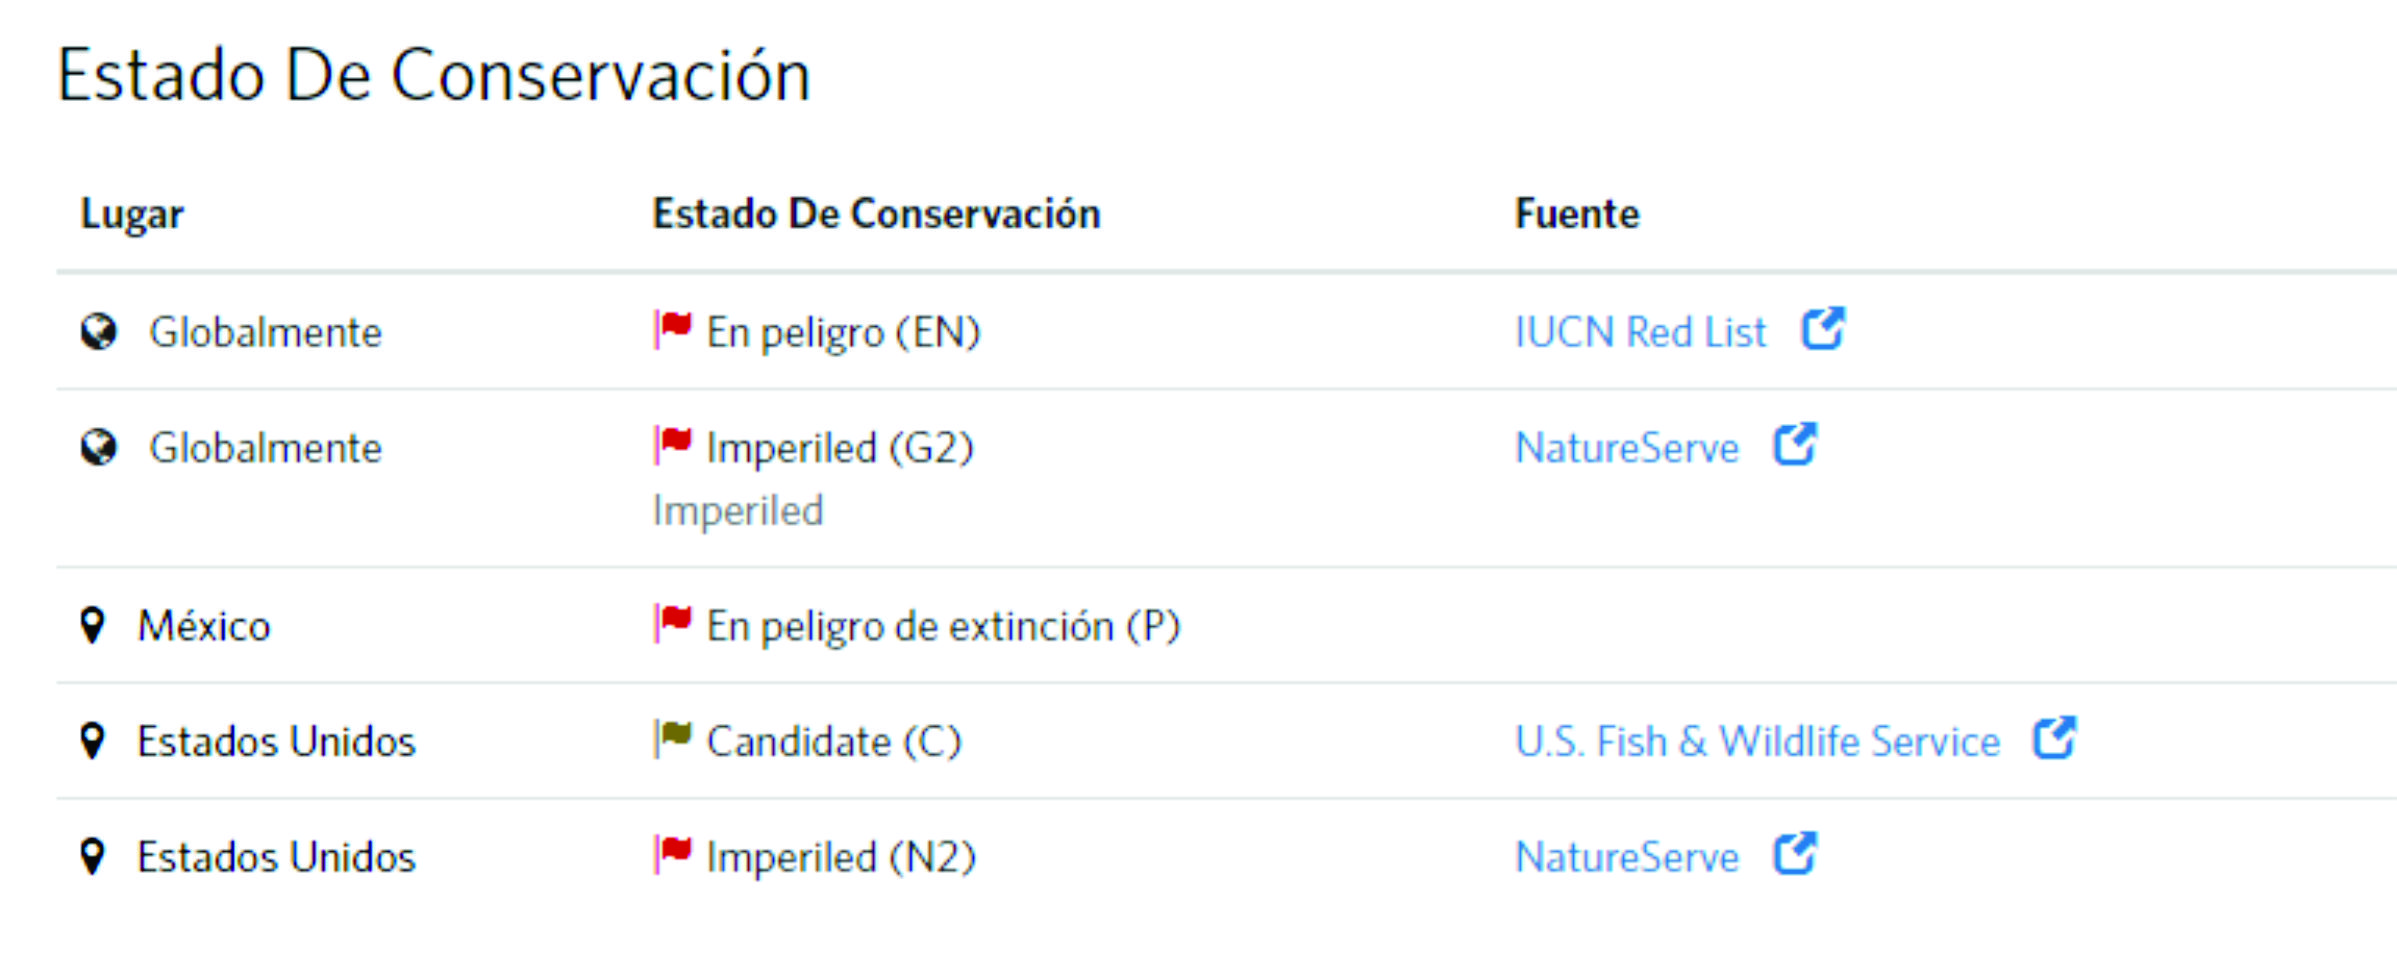 Estado De Conservación
Lugar Estado De Conservación Fuente
Globalmente En peligro (EN) IUCN Red List
Globalmente Imperiled (G2) NatureServe
Imperiled
México En peligro de extinción (P)
Estados Unidos Candidate (C) U.S. Fish & Wildlife Service
Estados Unidos Imperiled (N2) NatureServe